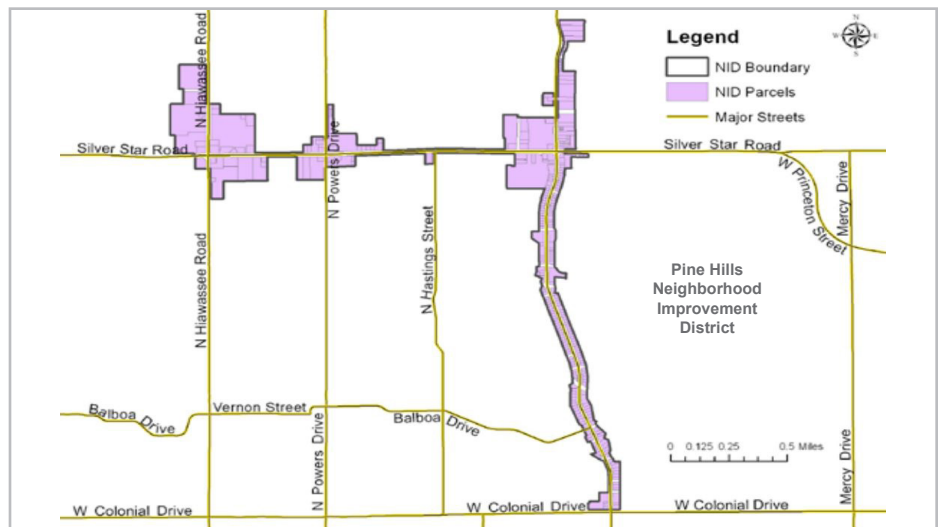 N
W
E
S
Legend
NID Boundary
NID Parcels
Major Streets
N Hiawassee Road
Silver Star Road
N Powers Drive
Silver Star Road
W Princeton Street
Mercy Drive
N Hiawassee Road
N Hastings Street
Pine Hills
Neighborhood
Improvement
District
Balboa Drive
Vernon Street
Balboa Drive
N Powers Drive
0 0.125 0.25 0.5 Miles
Mercy Drive
W Colonial Drive
W Colonial Drive
W Colonial Drive